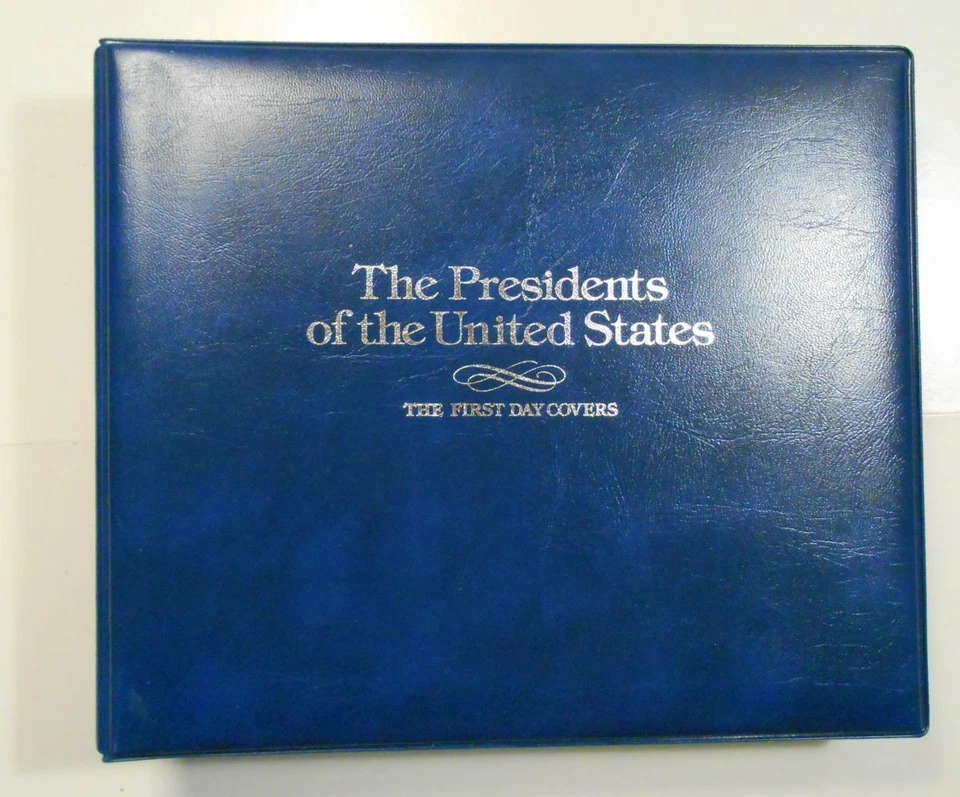 The Presidents
of the United States
THE FIRST DAY COVERS